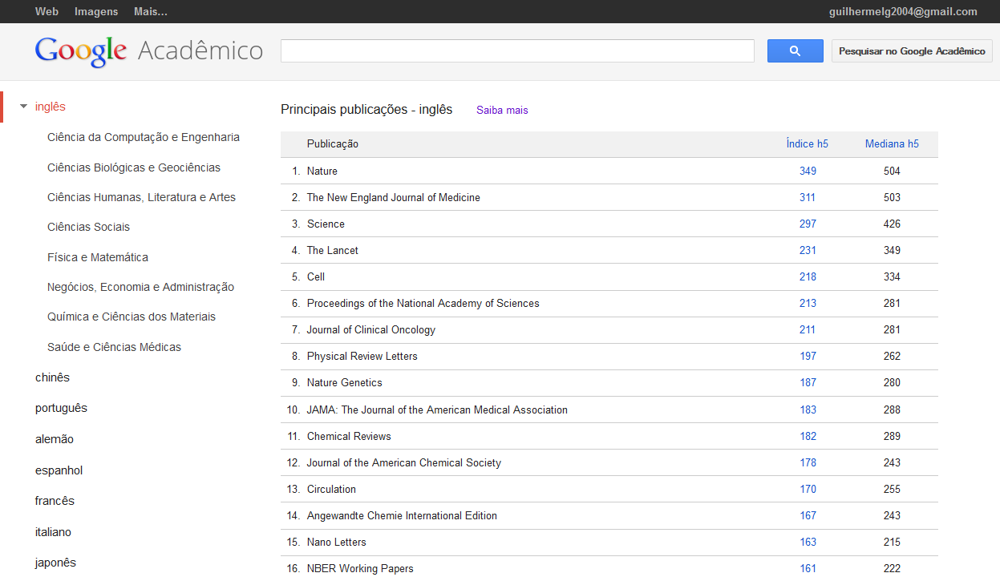 Web Imagens Mais... guilhermelg2004@gmail.com
Google Acadêmico Pesquisar no Google Acadêmico
inglês
Ciência da Computação e Engenharia
Ciências Biológicas e Geociências
Ciências Humanas, Literatura e Artes
Ciências Sociais
Física e Matemática
Negócios, Economia e Administração
Química e Ciências dos Materiais
Saúde e Ciências Médicas
chinês
português
alemão
espanhol
francês
italiano
japonês
Principais publicações - inglês Saiba mais
Publicação Índice h5 Mediana h5
1. Nature 349 504
2. The New England Journal of Medicine 311 503
3. Science 297 426
4. The Lancet 231 349
5. Cell 218 334
6. Proceedings of the National Academy of Sciences 213 281
7. Journal of Clinical Oncology 211 281
8. Physical Review Letters 197 262
9. Nature Genetics 187 280
10. JAMA: The Journal of the American Medical Association 183 288
11. Chemical Reviews 182 289
12. Journal of the American Chemical Society 178 243
13. Circulation 170 255
14. Angewandte Chemie International Edition 167 243
15. Nano Letters 163 215
16. NBER Working Papers 161 222